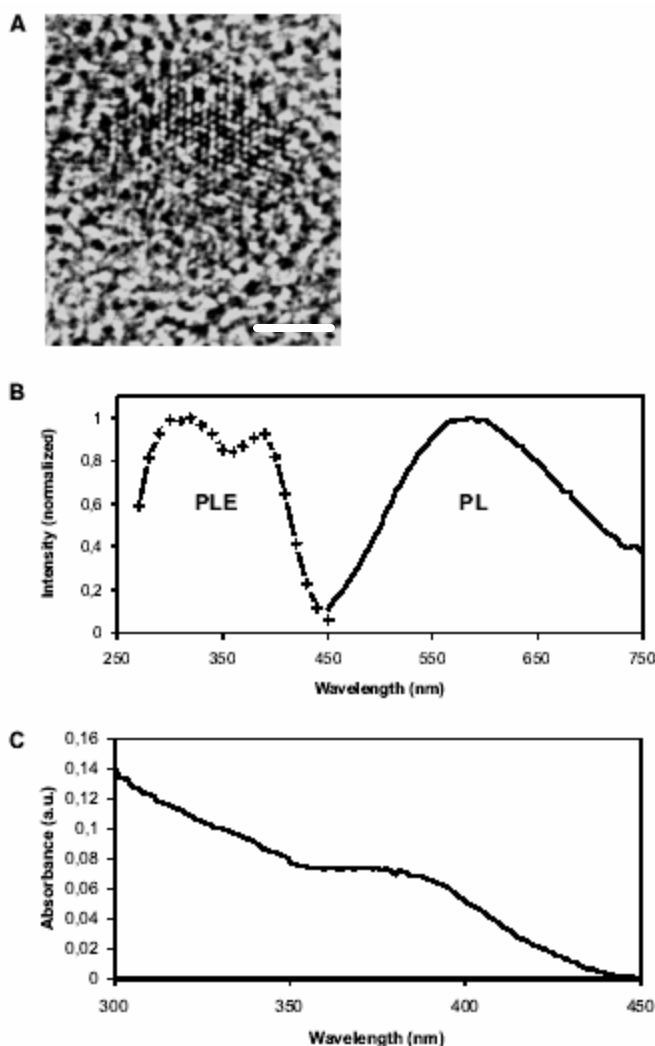 A
B
Intensity (normalized)
1
0,8
0,6
0,4
0,2
0
PLE
PL
250
350
450
550
650
750
Wavelength (nm)
C
Absorbance (a.u.)
0,16
0,14
0,12
0,1
0,08
0,06
0,04
0,02
0
300
350
400
450
Wavelength (nm)